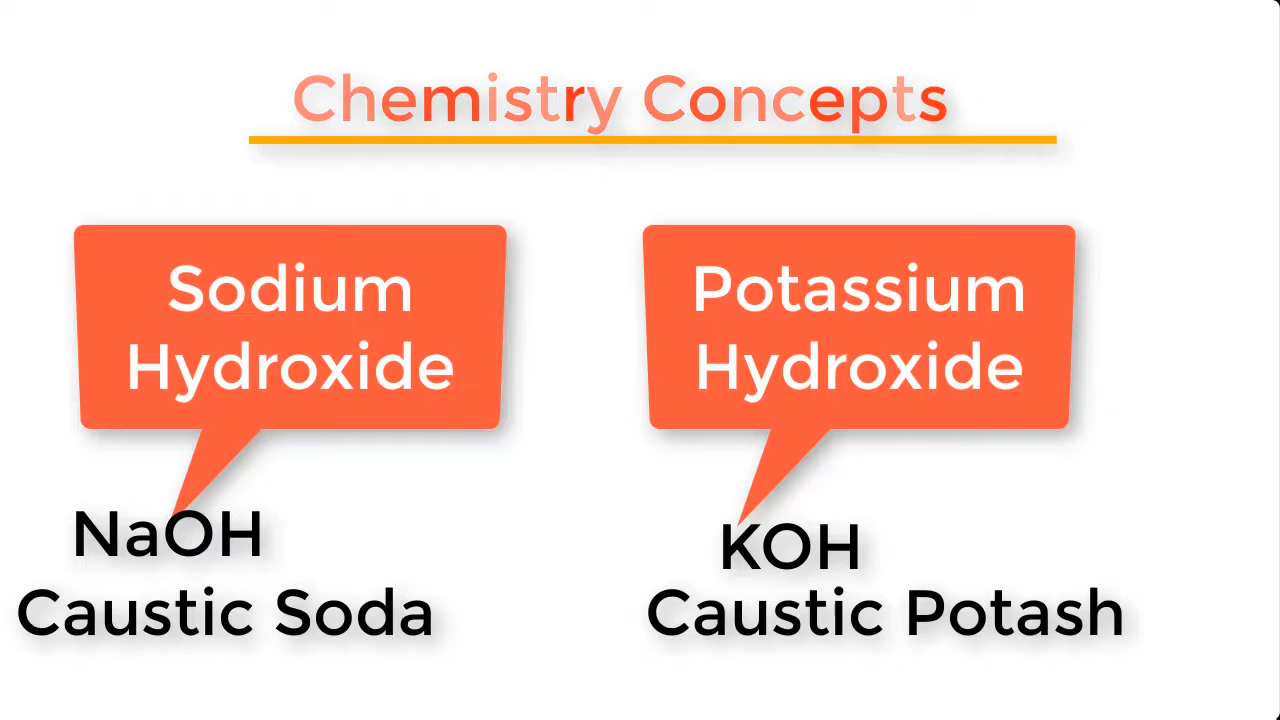 Chemistry Concepts
Sodium
Hydroxide
NaOH
Caustic Soda
Potassium
Hydroxide
KOH
Caustic Potash